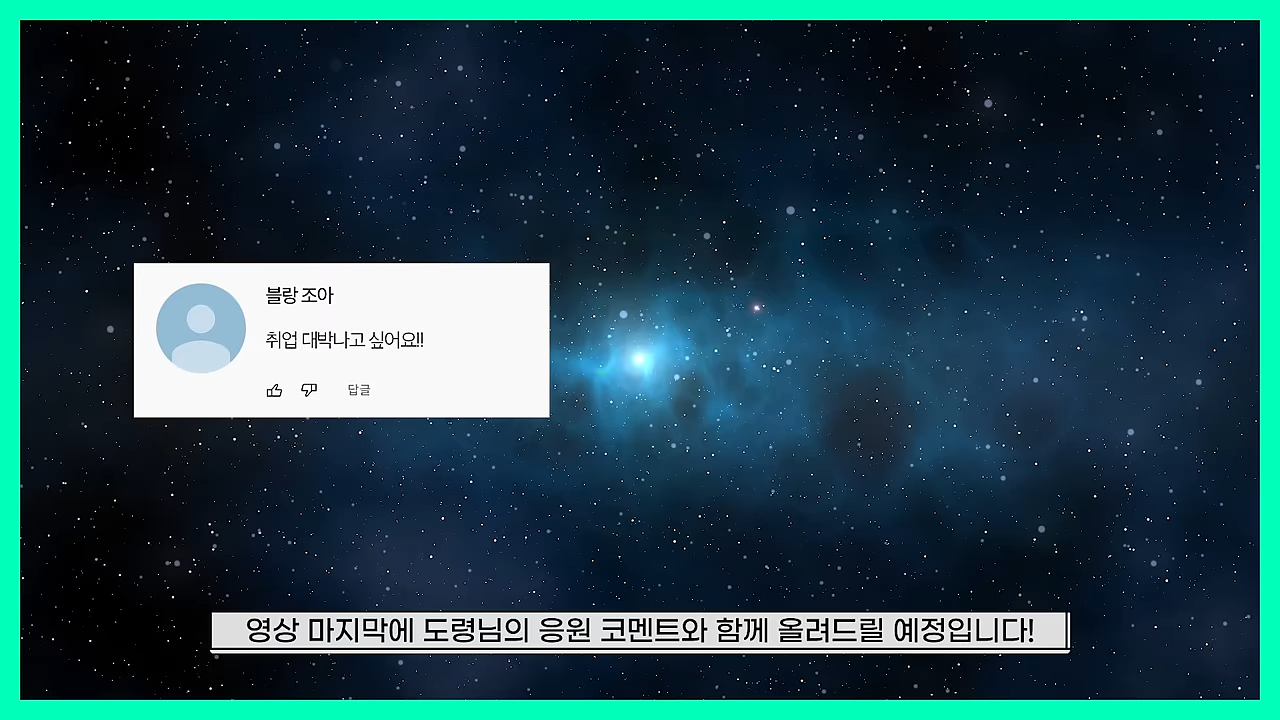 블랑 조아
취업 대박나고 싶어요!!
답글
영상 마지막에 도령님의 응원 코멘트와 함께 올려드릴 예정입니다!